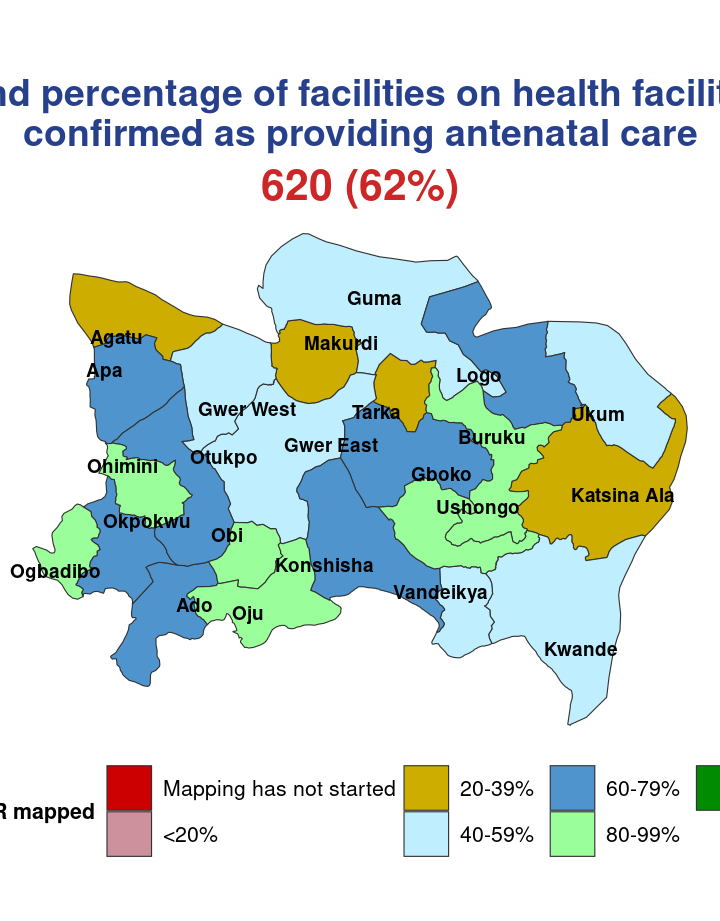 nd percentage of facilities on health facilit
confirmed as providing antenatal care
620 (62%)
Guma
Agatu
Makurdi
Apa
Logo
Gwer West
Tarka
Ukum
Gwer East
Buruku
Otukpo
Ohimini
Gboko
Katsina Ala
Ushongo
Okpokwu
Obi
Ogbadibo
Konshisha
Vandeikya
Ado
Oju
Kwande
R mapped
Mapping has not started
<20%
20-39%
40-59%
60-79%
80-99%